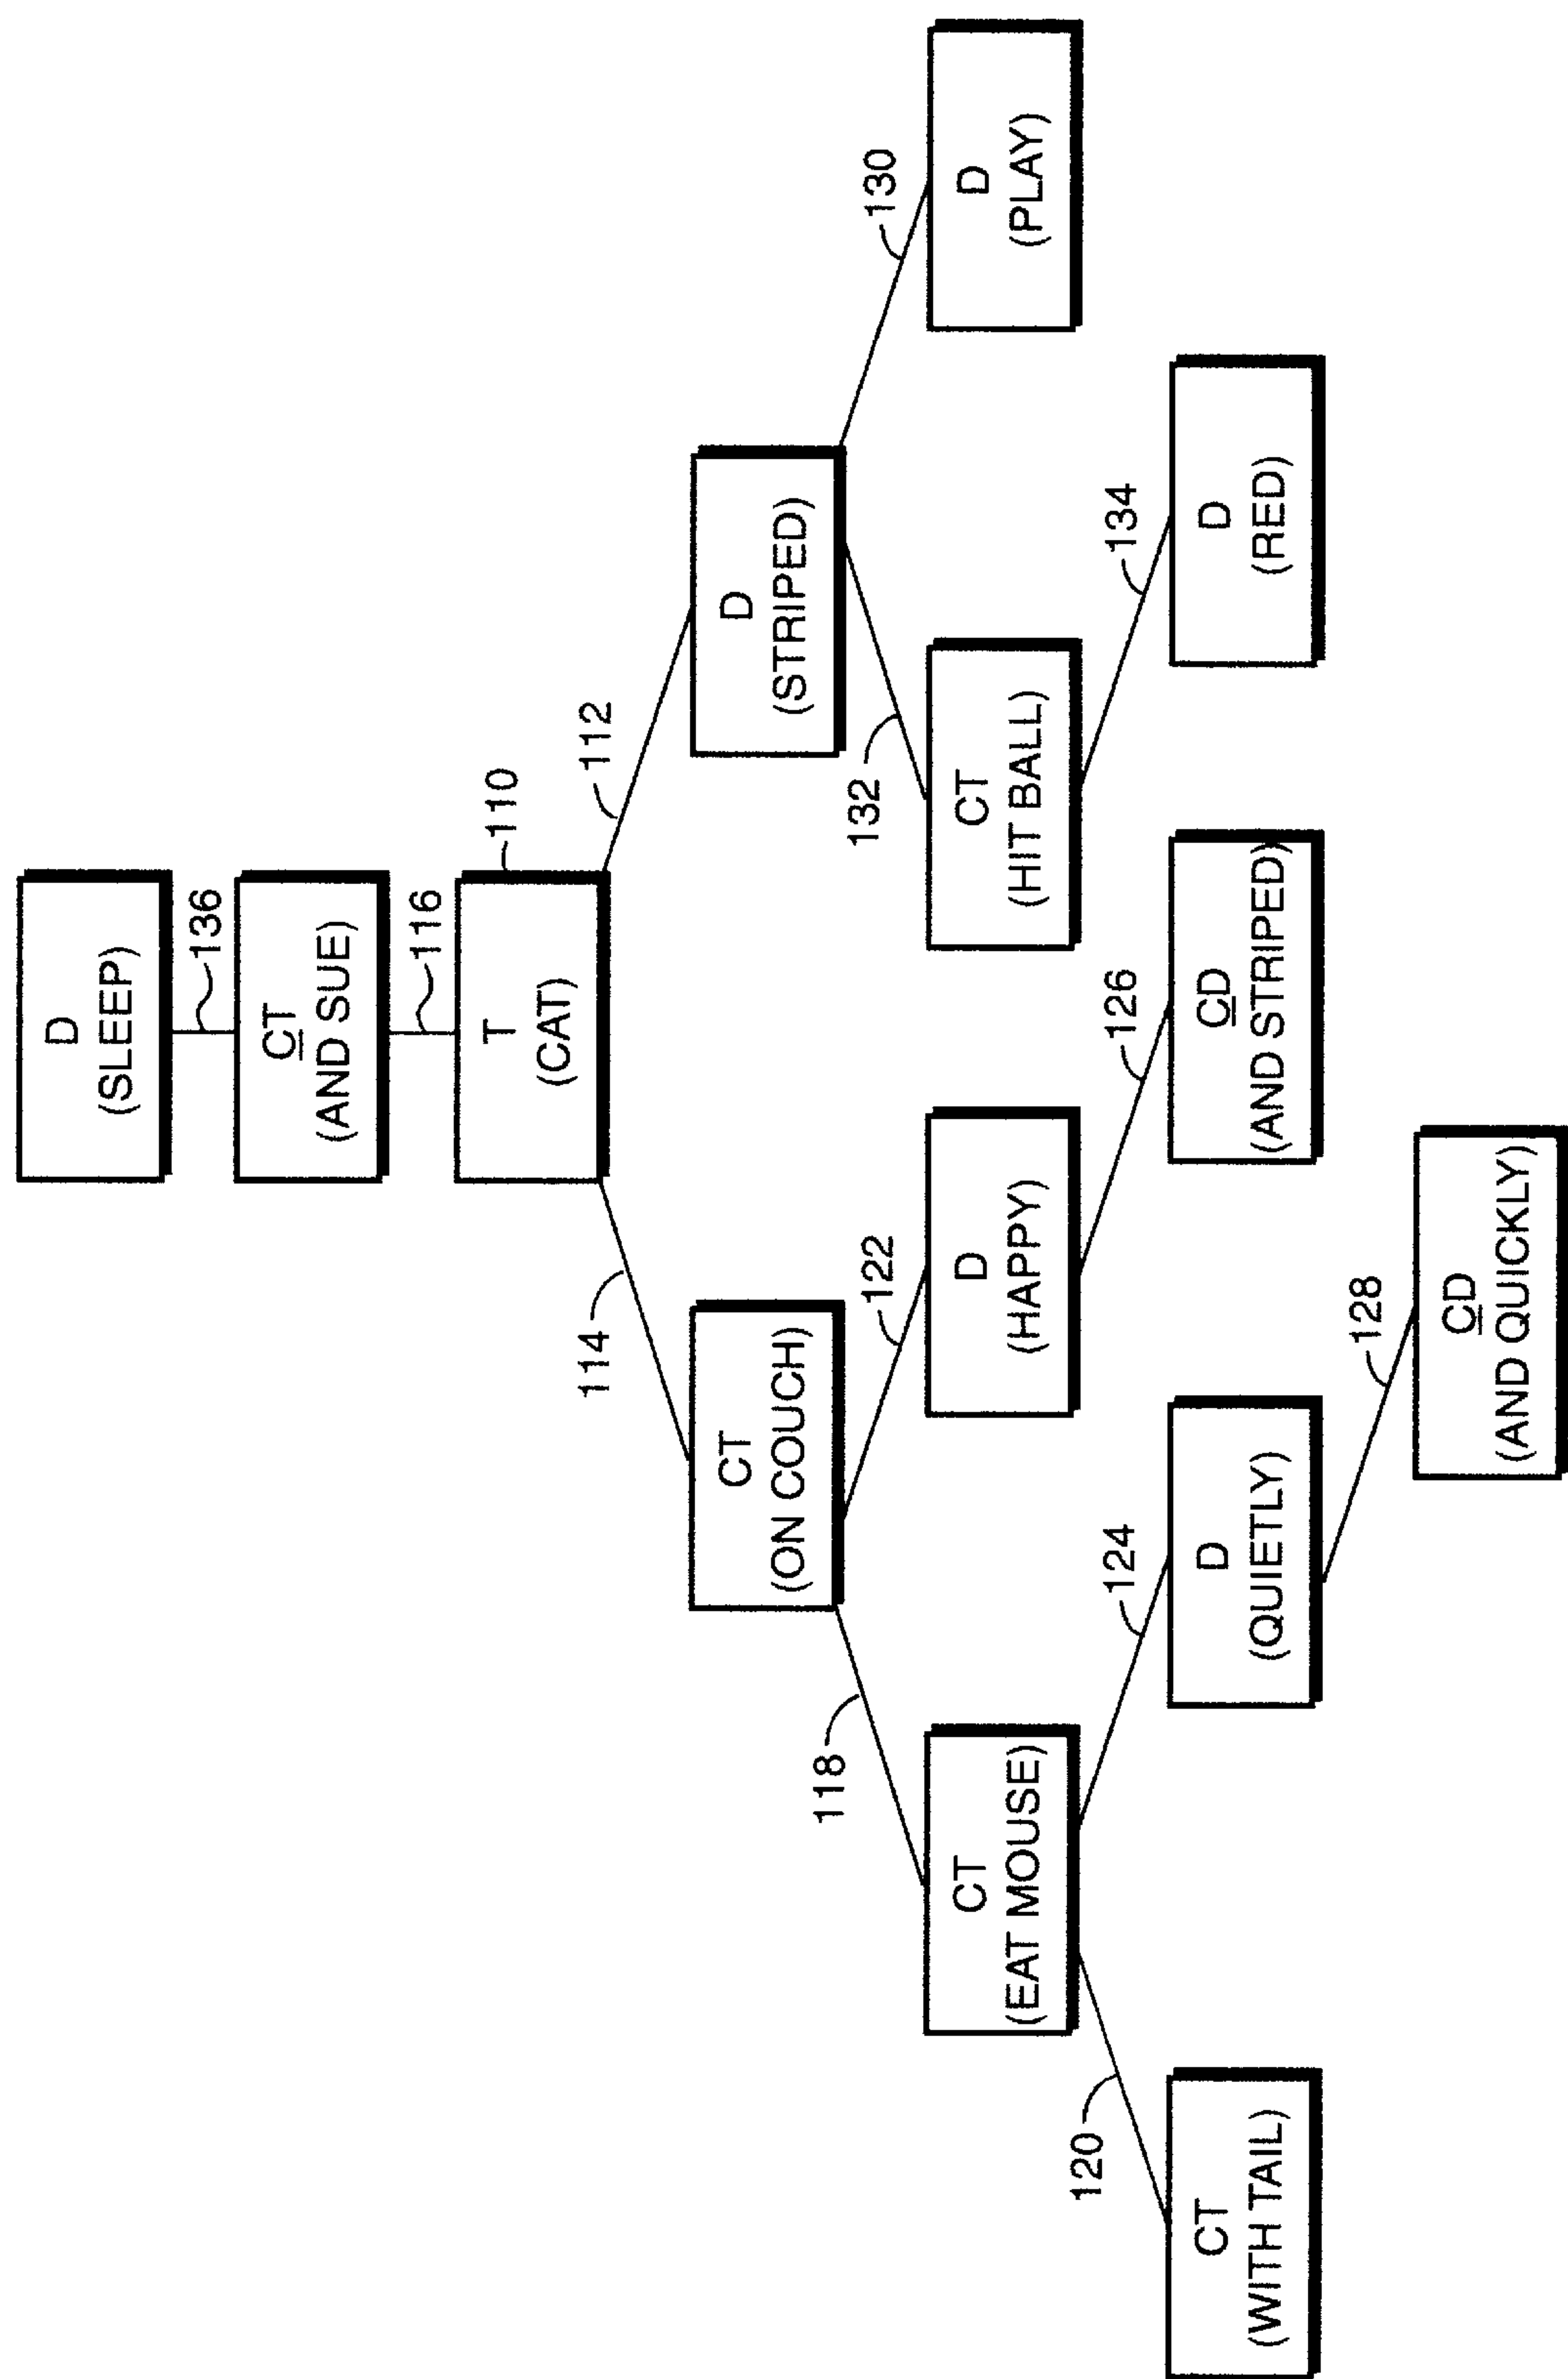 D
(SLEEP)
136
CT
(AND SUE)
116
T
(CAT)
110
114
112
CT
(ON COUCH)
D
(STRIPED)
118
122
132
130
CT
(EAT MOUSE)
D
(HAPPY)
CT
(HIT BALL)
D
(PLAY)
120
124
126
134
CT
(WITH TAIL)
D
(QUIETLY)
CD
(AND STRIPED)
D
(RED)
128
CD
(AND QUICKLY)